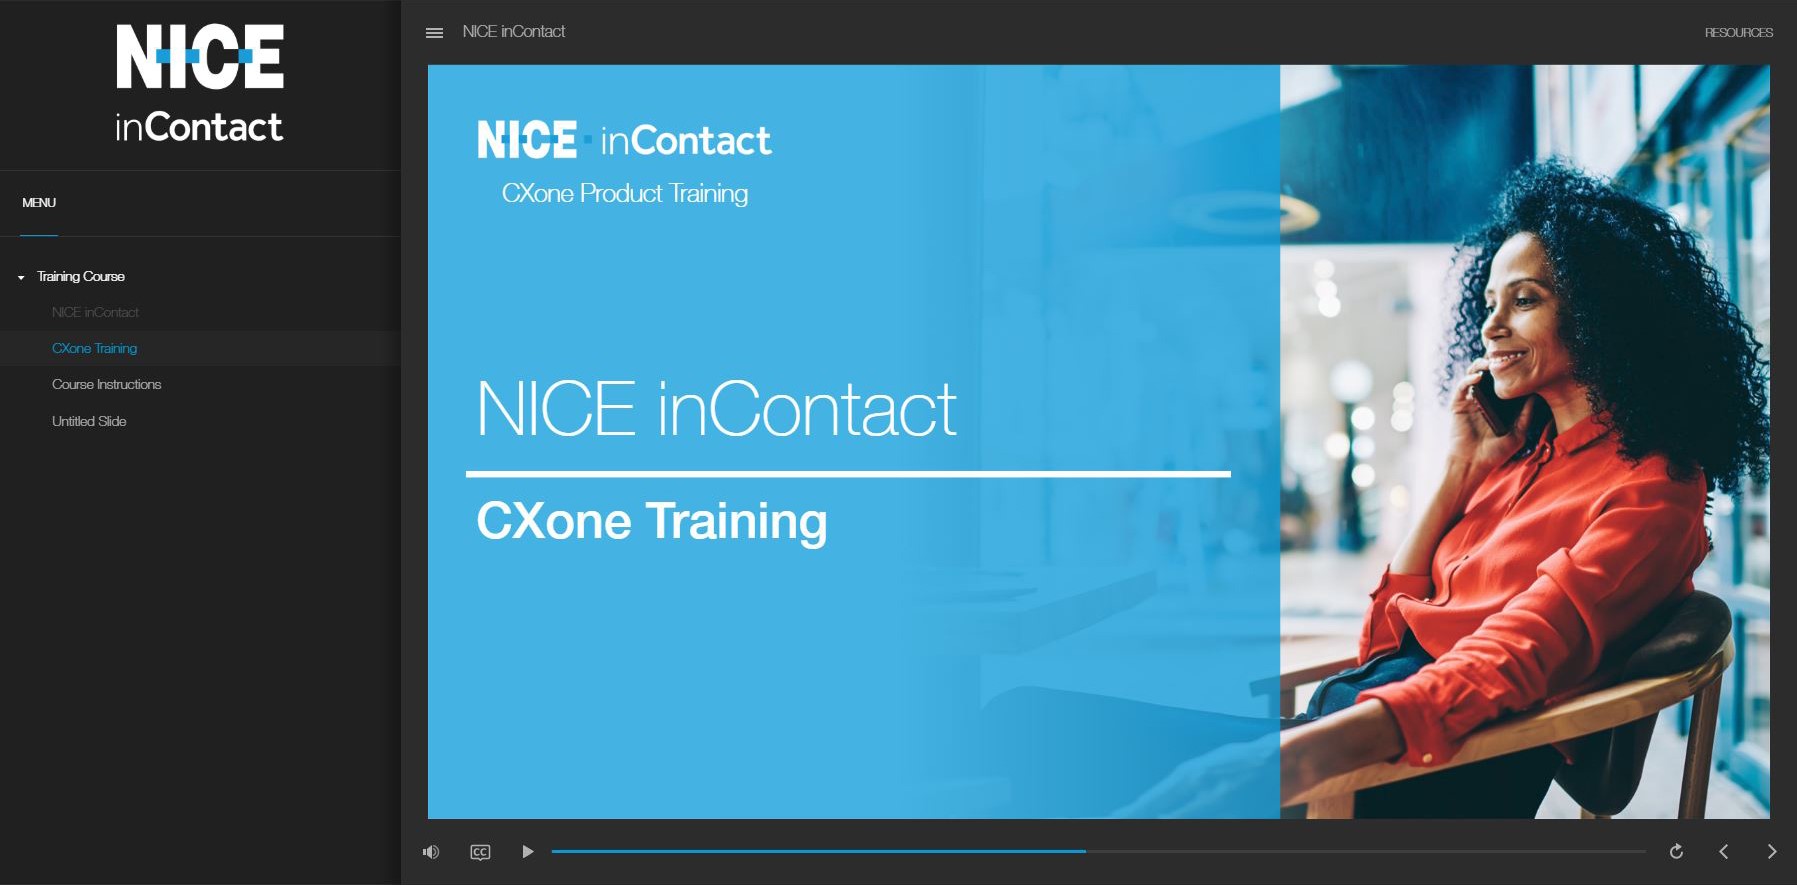 NICE
inContact
MENU
Training Course
NICE inContact
CXone Training
Course Instructions
Untitled Slide
NICE inContact
RESOURCES
NICE inContact
CXone Product Training
NICE inContact
CXone Training
CC